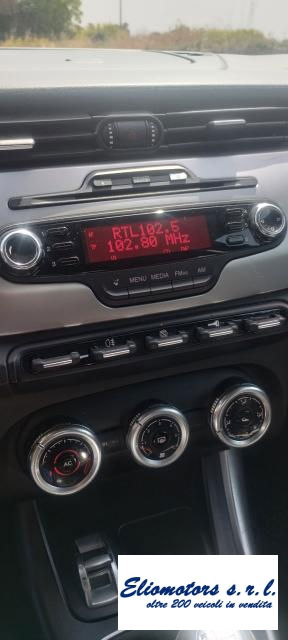 RTL102.5
102.80 MHz
MENU MEDIA FM AM
AC
Eliomotors s.r.l.
oltre 200 veicoli in vendita